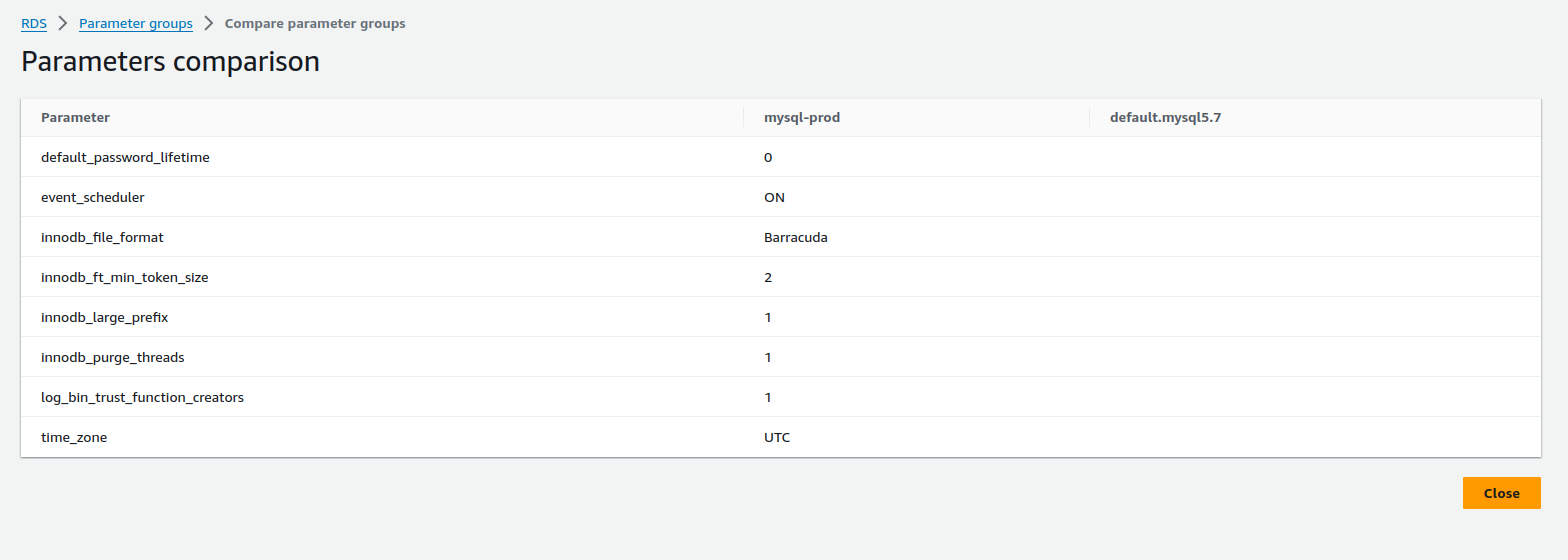 RDS > Parameter groups > Compare parameter groups
Parameters comparison
Parameter mysql-prod default.mysql5.7
default_password_lifetime 0
event_scheduler ON
innodb_file_format Barracuda
innodb_ft_min_token_size 2
innodb_large_prefix 1
innodb_purge_threads 1
log_bin_trust_function_creators 1
time_zone UTC
Close